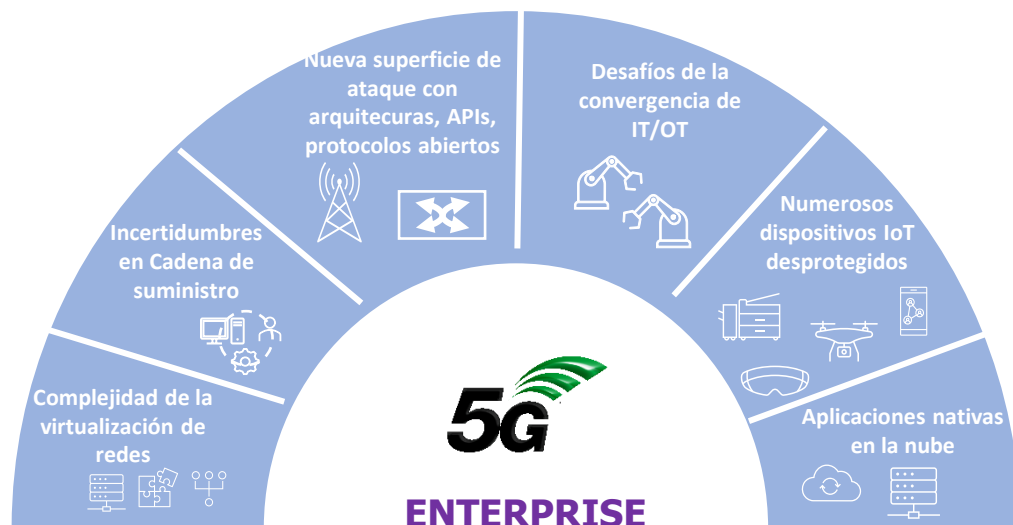 Complejidad de la
virtualización de
redes
Incertidumbres
en Cadena de
suministro
Nueva superficie de
ataque con
arquitecuras, APIs,
protocolos abiertos
Desafíos de la
convergencia de
IT/OT
Numerosos
dispositivos IoT
desprotegidos
Aplicaciones nativas
en la nube
5G
ENTERPRISE